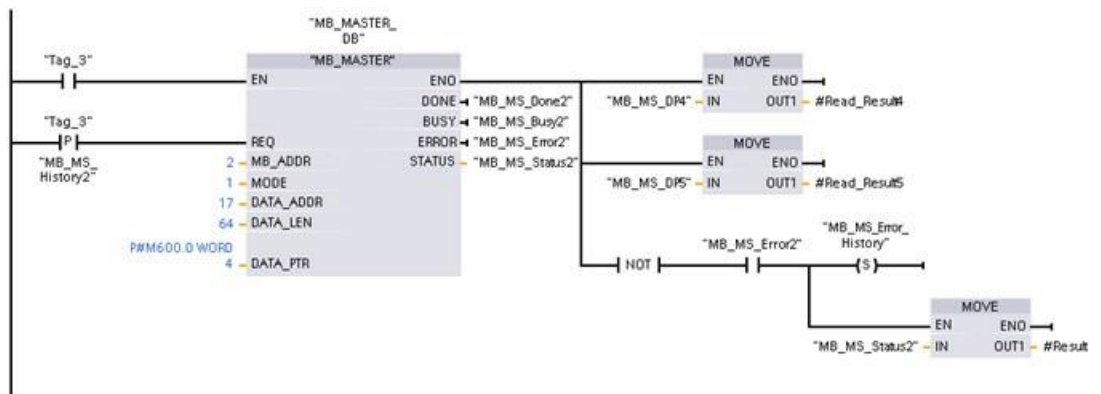 "MB_MASTER_
DB"
"Tag_3"
"MB_MASTER"
EN
ENO
DONE
"MB_MS_Done2"
BUSY
"MB_MS_Busy2"
"Tag_3"
P
REQ
ERROR
"MB_MS_Error2"
"MB_MS_
History2"
2
MB_ADDR
STATUS
"MB_MS_Status2"
1
MODE
17
DATA_ADDR
64
DATA_LEN
P#M600.0 WORD
4
DATA_PTR
MOVE
EN
ENO
"MB_MS_DP4"
IN
OUT1
#Read_Result4
MOVE
EN
ENO
"MB_MS_DP5"
IN
OUT1
#Read_Result5
NOT
"MB_MS_Error2"
"MB_MS_Error_
History"
S
MOVE
EN
ENO
"MB_MS_Status2"
IN
OUT1
#Result